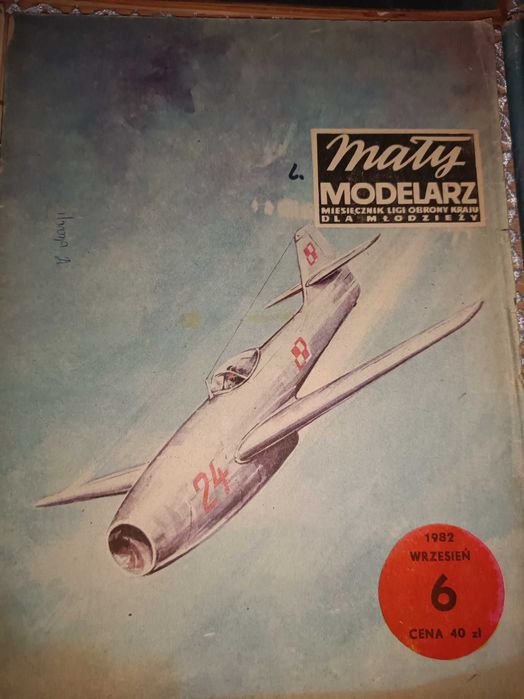 Mały
MODELARZ
MIESIĘCZNIK LIGI OBRONY KRAJU
DLA MŁODZIEŻY
24
1982
WRZESIEŃ
6
CENA 40 zł